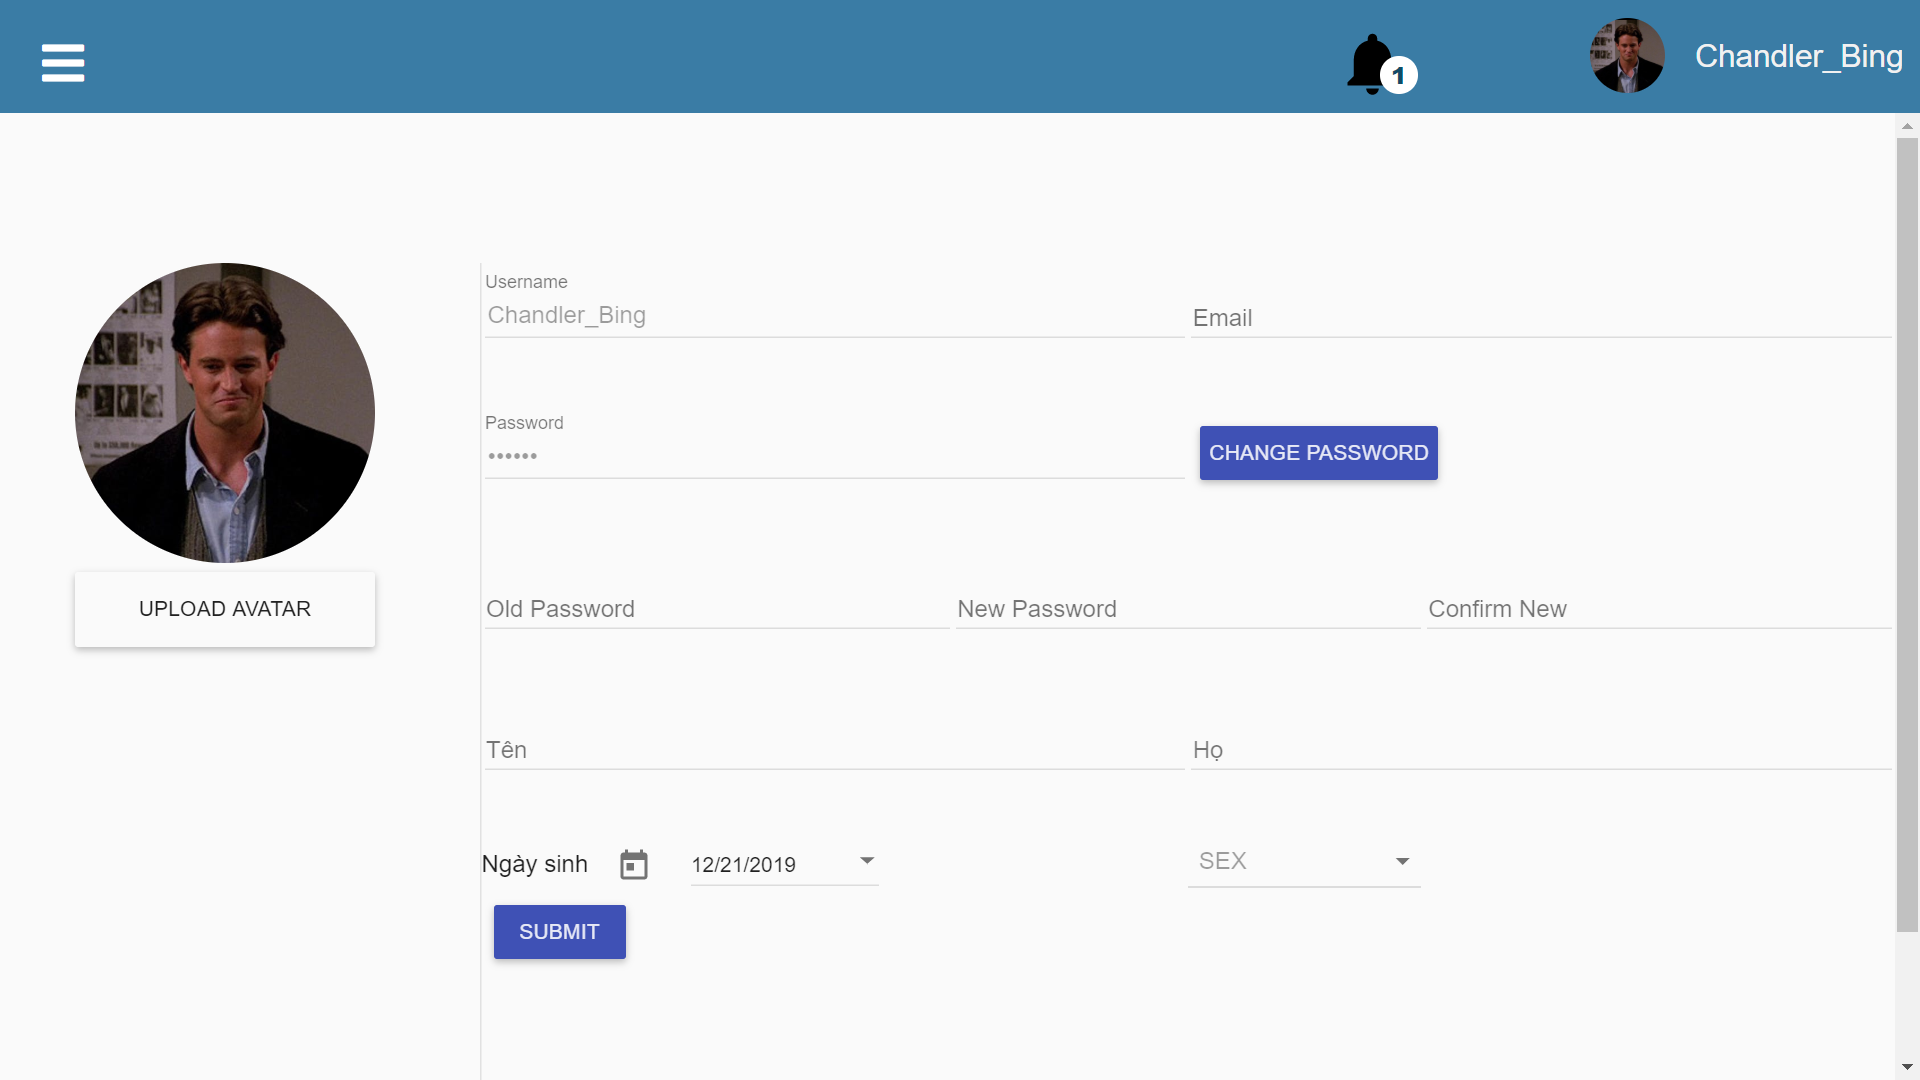 1
Chandler_Bing
Username
Chandler_Bing
Email
Password
••••••
CHANGE PASSWORD
UPLOAD AVATAR
Old Password
New Password
Confirm New
Tên
Họ
Ngày sinh
12/21/2019
SEX
SUBMIT